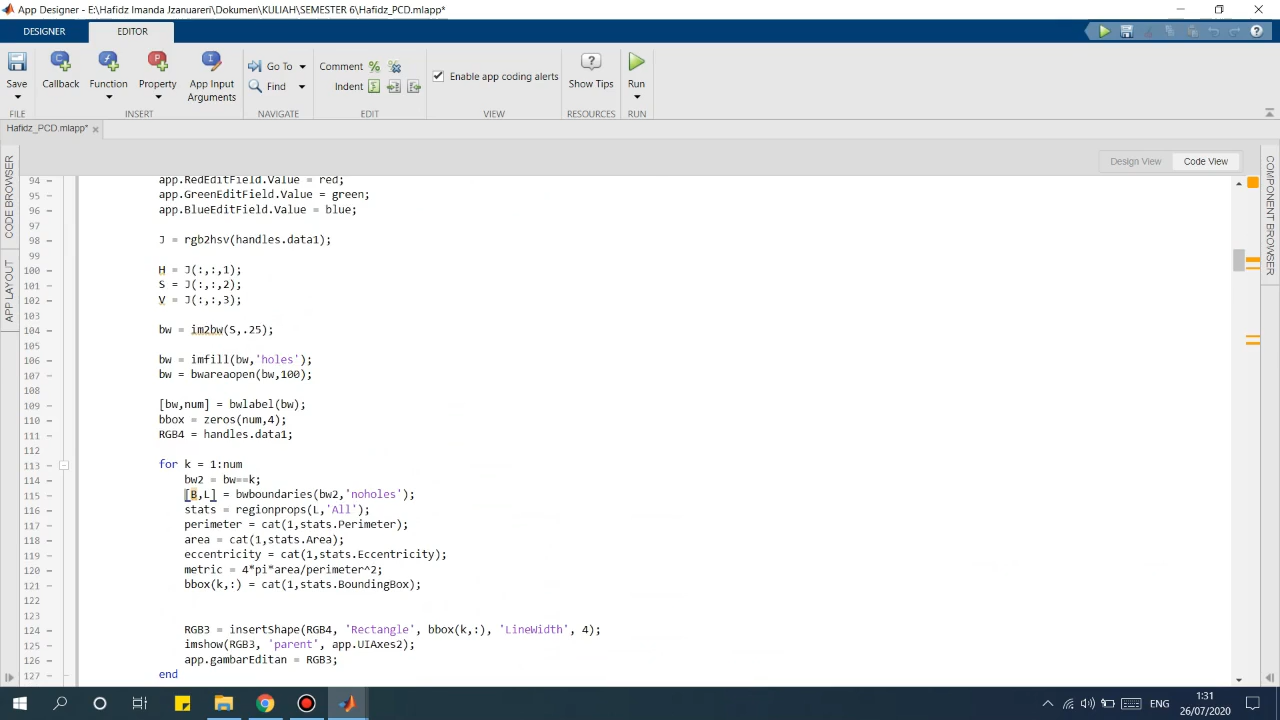 App Designer - E:\Hafidz Imanda Jzanuareri\Dokumen\KULIAH\SEMESTER 6\Hafidz_PCD.mlapp*
DESIGNER
EDITOR
Save
Callback
Function
Property
App Input
Arguments
Go To
Find
Comment
Indent
Enable app coding alerts
Show Tips
Run
FILE
INSERT
NAVIGATE
EDIT
VIEW
RESOURCES
RUN
Hafidz_PCD.mlapp*
Design View
Code View
CODE BROWSER
APP LAYOUT
COMPONENT BROWSER
94 app.RedEditField.Value = red;
95 app.GreenEditField.Value = green;
96 app.BlueEditField.Value = blue;
97
98 J = rgb2hsv(handles.data1);
99
100 H = J(:,:,1);
101 S = J(:,:,2);
102 V = J(:,:,3);
103
104 bw = im2bw(S,.25);
105
106 bw = imfill(bw,'holes');
107 bw = bwareaopen(bw,100);
108
109 [bw,num] = bwlabel(bw);
110 bbox = zeros(num,4);
111 RGB4 = handles.data1;
112
113 for k = 1:num
114 bw2 = bw==k;
115 [B,L] = bwboundaries(bw2,'noholes');
116 stats = regionprops(L,'All');
117 perimeter = cat(1,stats.Perimeter);
118 area = cat(1,stats.Area);
119 eccentricity = cat(1,stats.Eccentricity);
120 metric = 4*pi*area/perimeter^2;
121 bbox(k,:) = cat(1,stats.BoundingBox);
122
123
124 RGB3 = insertShape(RGB4, 'Rectangle', bbox(k,:), 'LineWidth', 4);
125 imshow(RGB3, 'parent', app.UIAxes2);
126 app.gambarEditan = RGB3;
127 end
ENG
1:31
26/07/2020